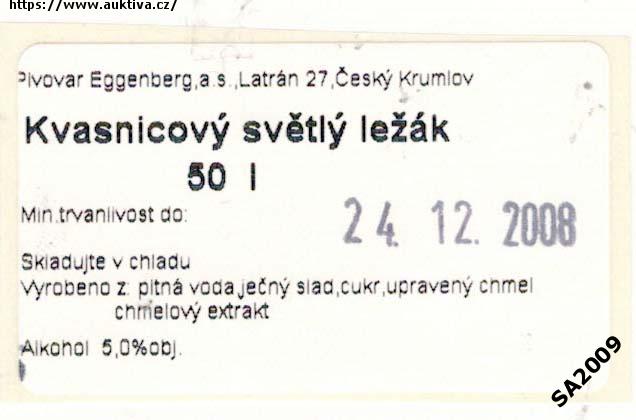 https://www.auktiva.cz/
Pivovar Eggenberg,a.s.,Latrán 27,Český Krumlov
Kvasnicový světlý ležák
50 l
Min.trvanlivost do:
24. 12. 2008
Skladujte v chladu
Vyrobeno z: pitná voda,ječný slad,cukr,upravený chmel
chmelový extrakt
Alkohol 5,0%obj.
SA2009